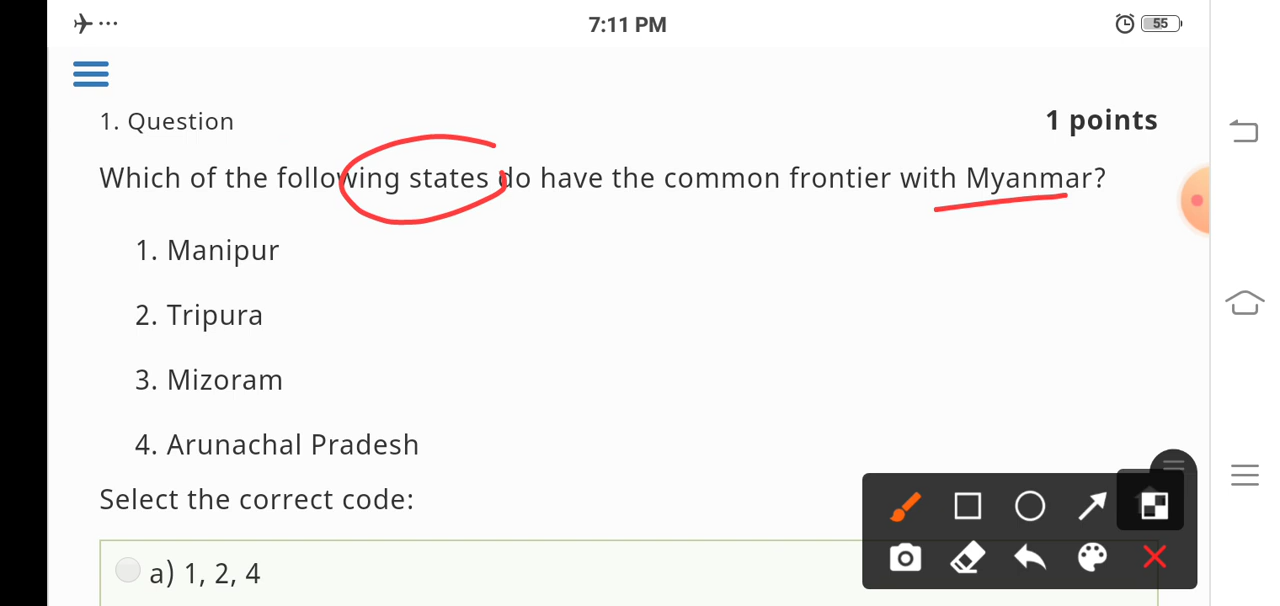 7:11 PM
55
1. Question
1 points
Which of the following states do have the common frontier with Myanmar?
1. Manipur
2. Tripura
3. Mizoram
4. Arunachal Pradesh
Select the correct code:
a) 1, 2, 4